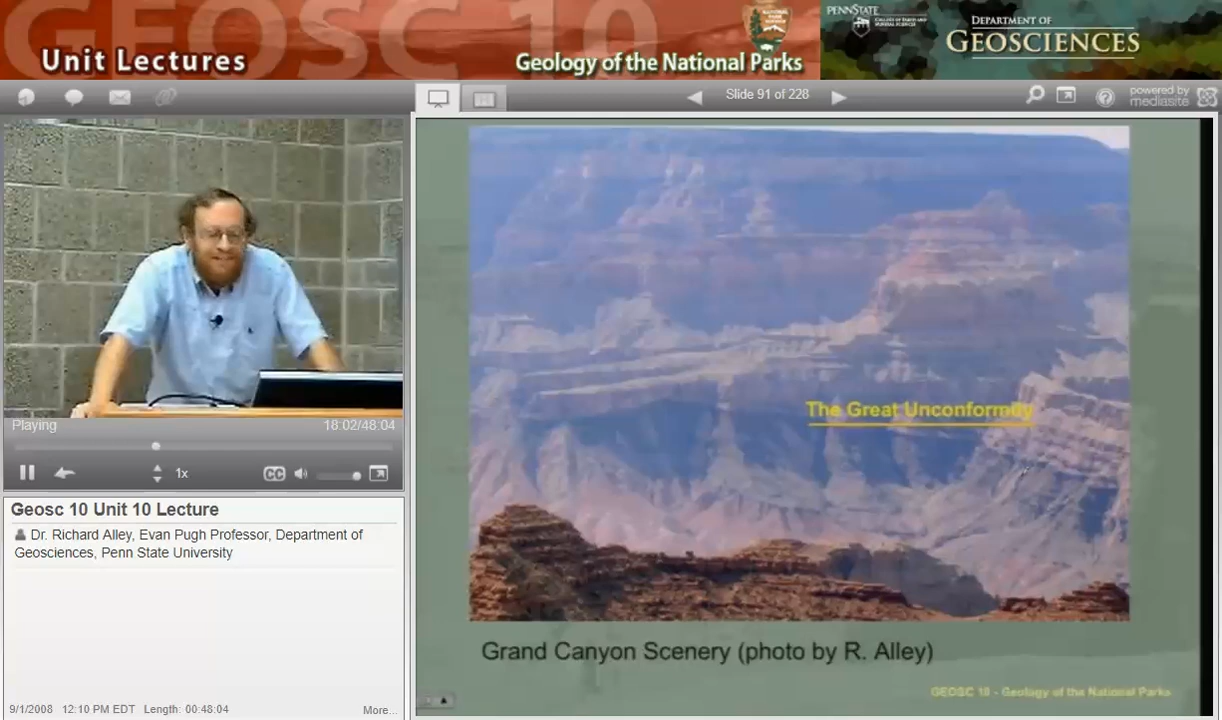 GEOSC 10
Unit Lectures
Geology of the National Parks
NATIONAL PARK SERVICE
PENNSTATE
DEPARTMENT OF
GEOSCIENCES
Slide 91 of 228
powered by
mediasite
The Great Unconformity
Playing 18:02/48:04
1x
CC
Geosc 10 Unit 10 Lecture
Dr. Richard Alley, Evan Pugh Professor, Department of
Geosciences, Penn State University
Grand Canyon Scenery (photo by R. Alley)
GEOSC 10 - Geology of the National Parks
9/1/2008 12:10 PM EDT Length: 00:48:04 More...